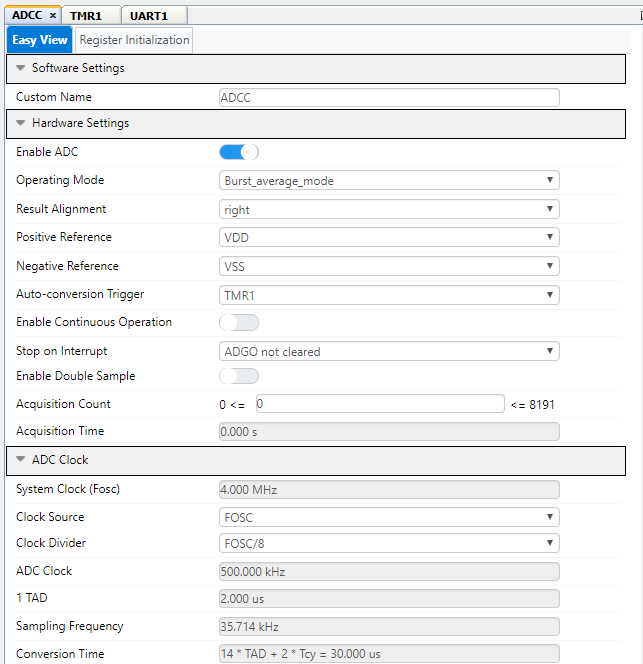 ADCC × TMR1 UART1
Easy View Register Initialization
Software Settings
Custom Name ADCC
Hardware Settings
Enable ADC
Operating Mode Burst_average_mode
Result Alignment right
Positive Reference VDD
Negative Reference VSS
Auto-conversion Trigger TMR1
Enable Continuous Operation
Stop on Interrupt ADGO not cleared
Enable Double Sample
Acquisition Count 0 <= 0 <= 8191
Acquisition Time 0.000 s
ADC Clock
System Clock (Fosc) 4.000 MHz
Clock Source FOSC
Clock Divider FOSC/8
ADC Clock 500.000 kHz
1 TAD 2.000 us
Sampling Frequency 35.714 kHz
Conversion Time 14 * TAD + 2 * Tcy = 30.000 us